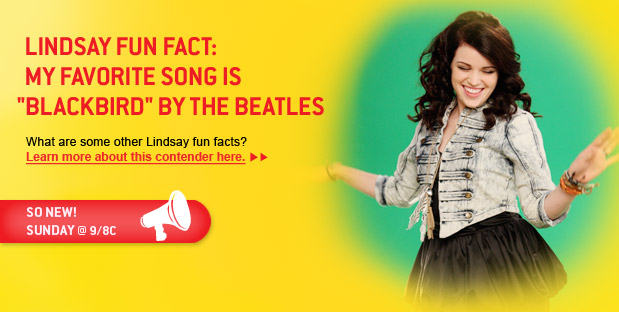 LINDSAY FUN FACT:
MY FAVORITE SONG IS
"BLACKBIRD" BY THE BEATLES
What are some other Lindsay fun facts?
Learn more about this contender here.
SO NEW!
SUNDAY @ 9/8C